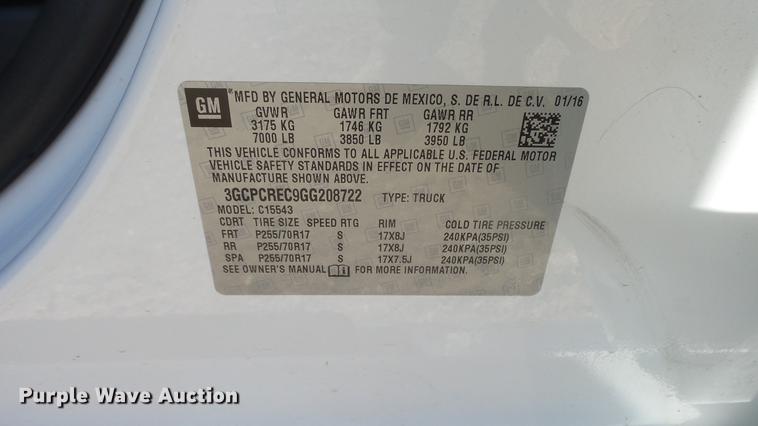 GM
MFD BY GENERAL MOTORS DE MEXICO, S. DE R.L. DE C.V. 01/16
GVWR GAWR FRT GAWR RR
3175 KG 1746 KG 1792 KG
7000 LB 3850 LB 3950 LB
THIS VEHICLE CONFORMS TO ALL APPLICABLE U.S. FEDERAL MOTOR
VEHICLE SAFETY STANDARDS IN EFFECT ON THE DATE OF
MANUFACTURE SHOWN ABOVE.
3GCPCREC9GG208722 TYPE: TRUCK
MODEL: C15543
CDRT TIRE SIZE SPEED RTG RIM COLD TIRE PRESSURE
FRT P255/70R17 S 17X8J 240KPA(35PSI)
RR P255/70R17 S 17X8J 240KPA(35PSI)
SPA P255/70R17 S 17X7.5J 240KPA(35PSI)
SEE OWNER'S MANUAL FOR MORE INFORMATION.
Purple Wave Auction